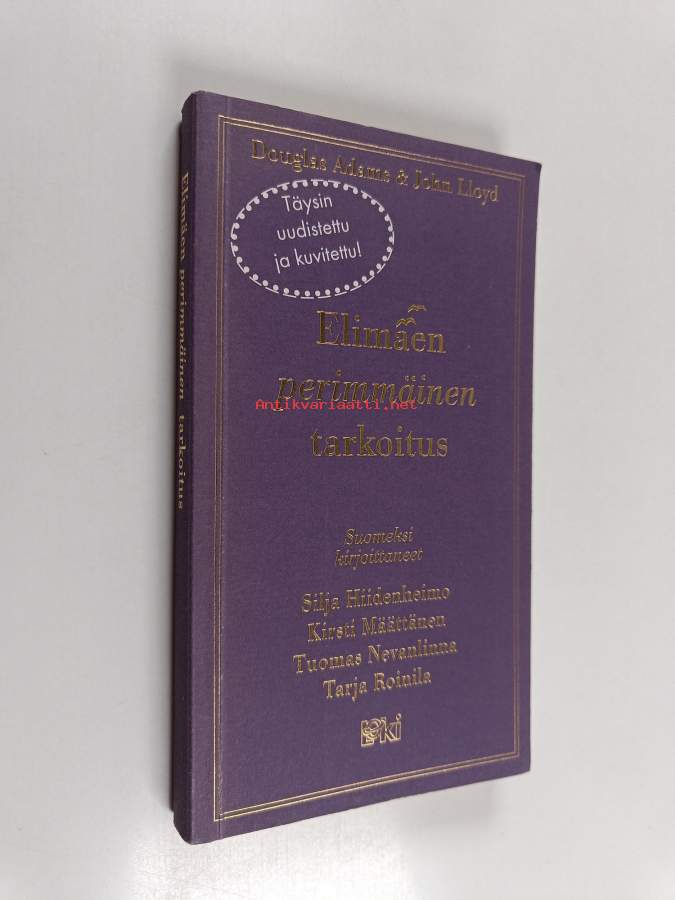 Elimäen perimmäinen tarkoitus
Douglas Adams & John Lloyd
Täysin
uudistettu
ja kuvitettu!
Elimäen
perimmäinen
Antikvariaatti.net
tarkoitus
Suomeksi
kirjoittaneet
Silja Hiidenheimo
Kirsti Määttänen
Tuomas Nevanlinna
Tarja Roinila
Loki